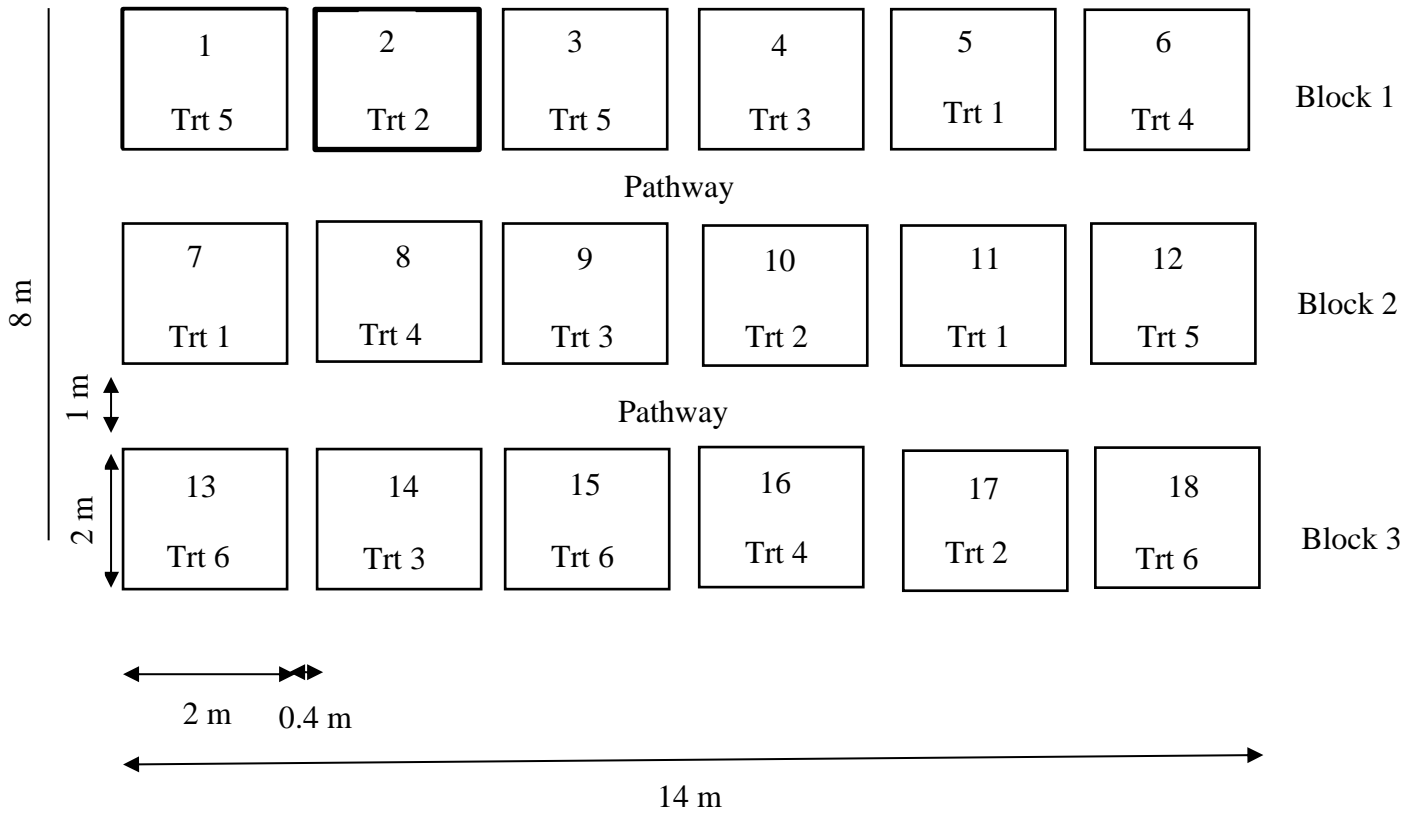 1 2 3 4 5 6
Block 1
Trt 5 Trt 2 Trt 5 Trt 3 Trt 1 Trt 4
Pathway
7 8 9 10 11 12
8 m
Block 2
Trt 1 Trt 4 Trt 3 Trt 2 Trt 1 Trt 5
1 m
Pathway
13 14 15 16 17 18
2 m
Block 3
Trt 6 Trt 3 Trt 6 Trt 4 Trt 2 Trt 6
2 m 0.4 m
14 m